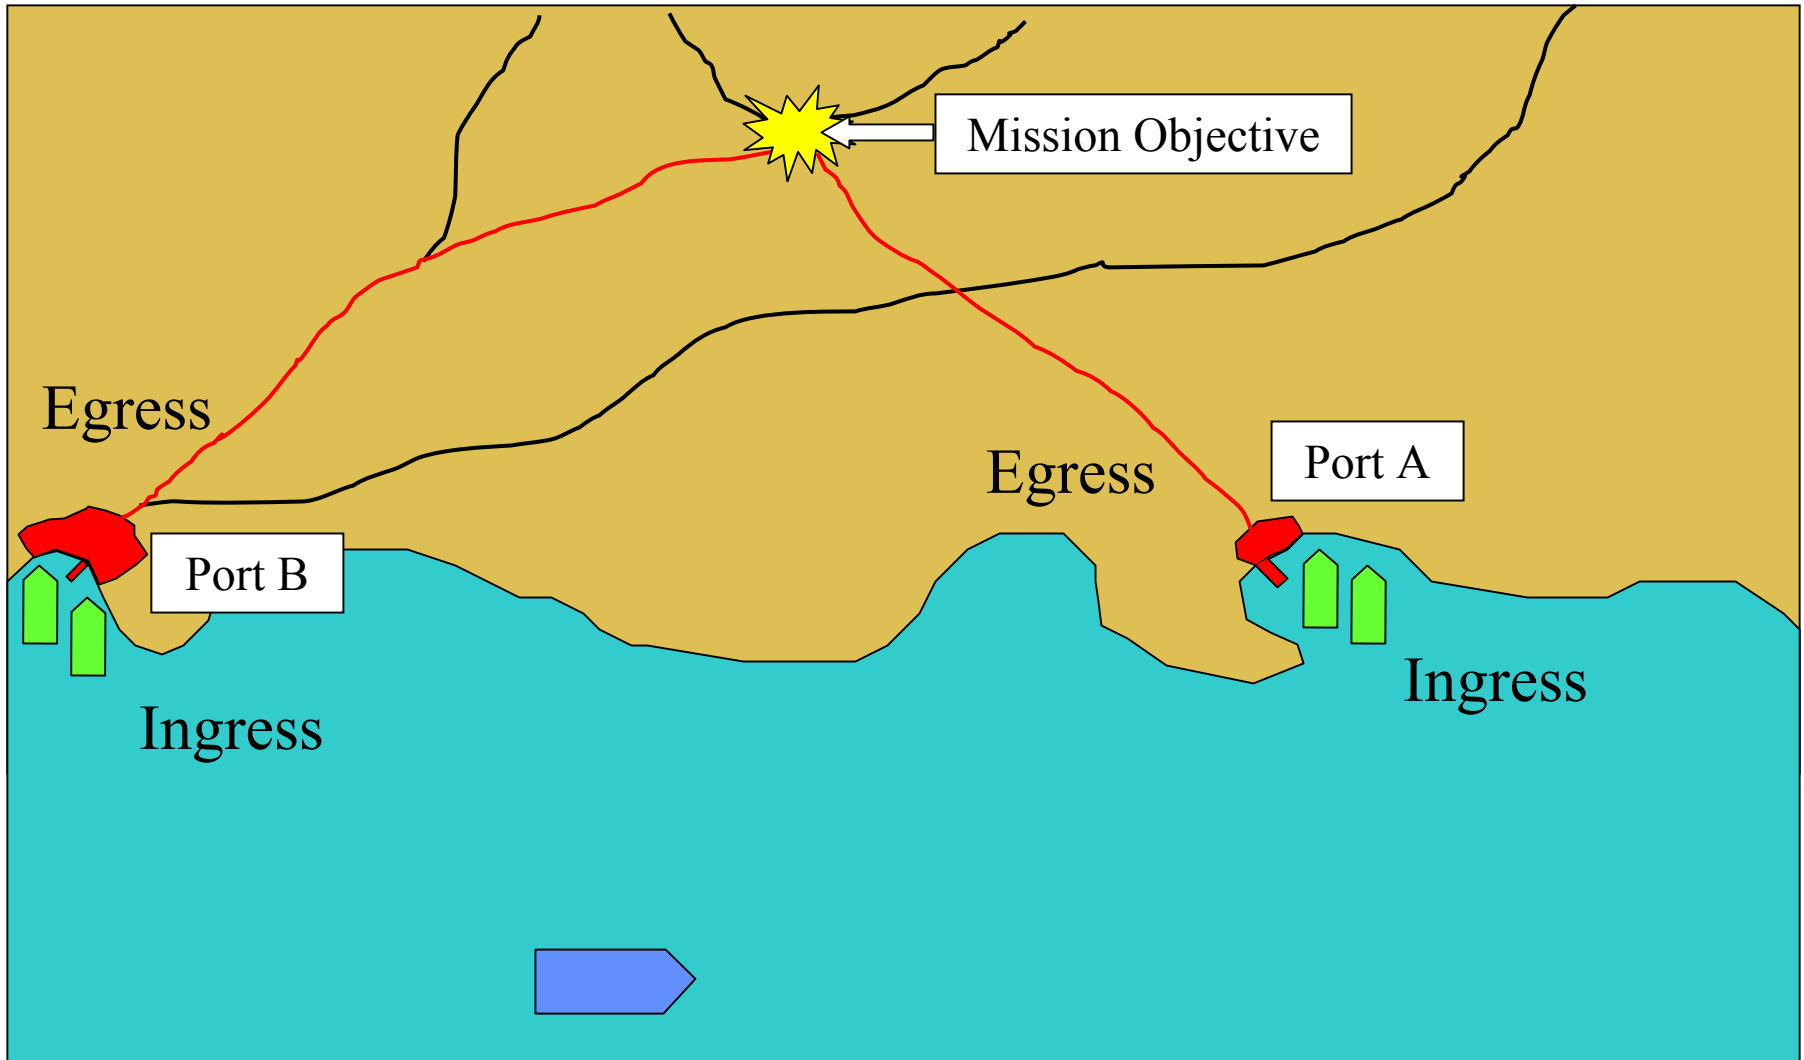 Mission Objective
Egress
Egress
Port A
Port B
Ingress
Ingress